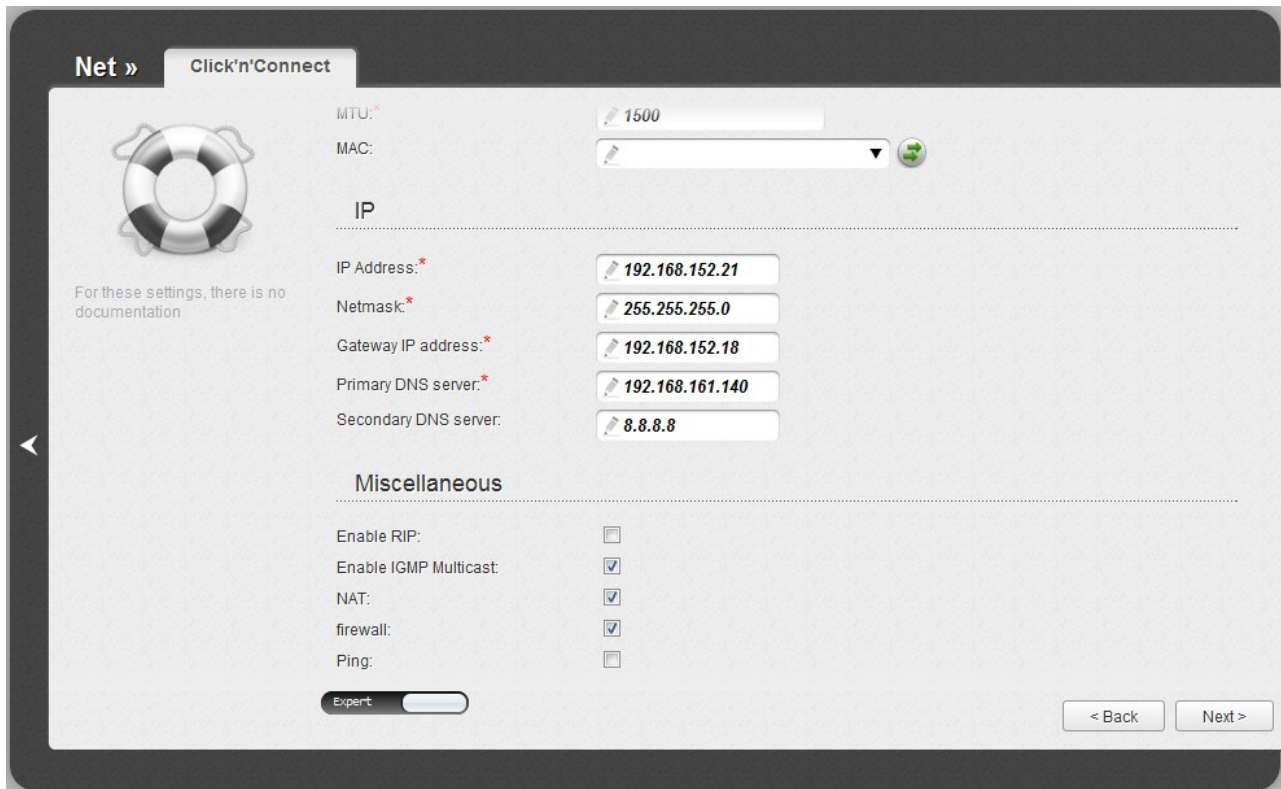 Net » Click'n'Connect
MTU:* 1500
MAC:
IP
IP Address:* 192.168.152.21
For these settings, there is no
documentation
Netmask:* 255.255.255.0
Gateway IP address:* 192.168.152.18
Primary DNS server:* 192.168.161.140
Secondary DNS server: 8.8.8.8
Miscellaneous
Enable RIP:
Enable IGMP Multicast:
NAT:
firewall:
Ping:
Expert
< Back Next >